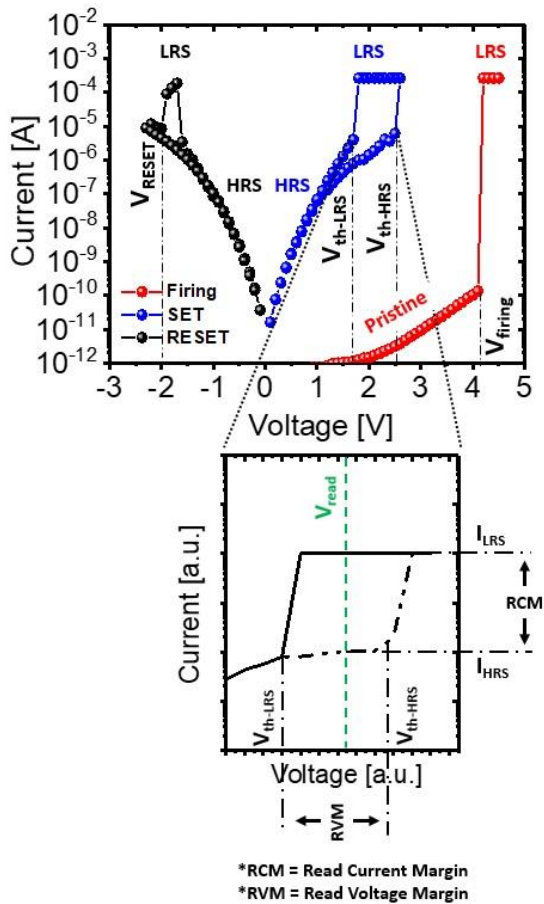 10⁻²
10⁻³
10⁻⁴
10⁻⁵
10⁻⁶
10⁻⁷
10⁻⁸
10⁻⁹
10⁻¹⁰
10⁻¹¹
10⁻¹²
Current [A]
LRS
LRS
LRS
V_RESET
HRS
HRS
V_th-LRS
V_th-HRS
Pristine
V_firing
Firing
SET
RESET
-3 -2 -1 0 1 2 3 4 5
Voltage [V]
V_read
Current [a.u.]
I_LRS
RCM
I_HRS
V_th-LRS
V_th-HRS
Voltage [a.u.]
RVM
*RCM = Read Current Margin
*RVM = Read Voltage Margin